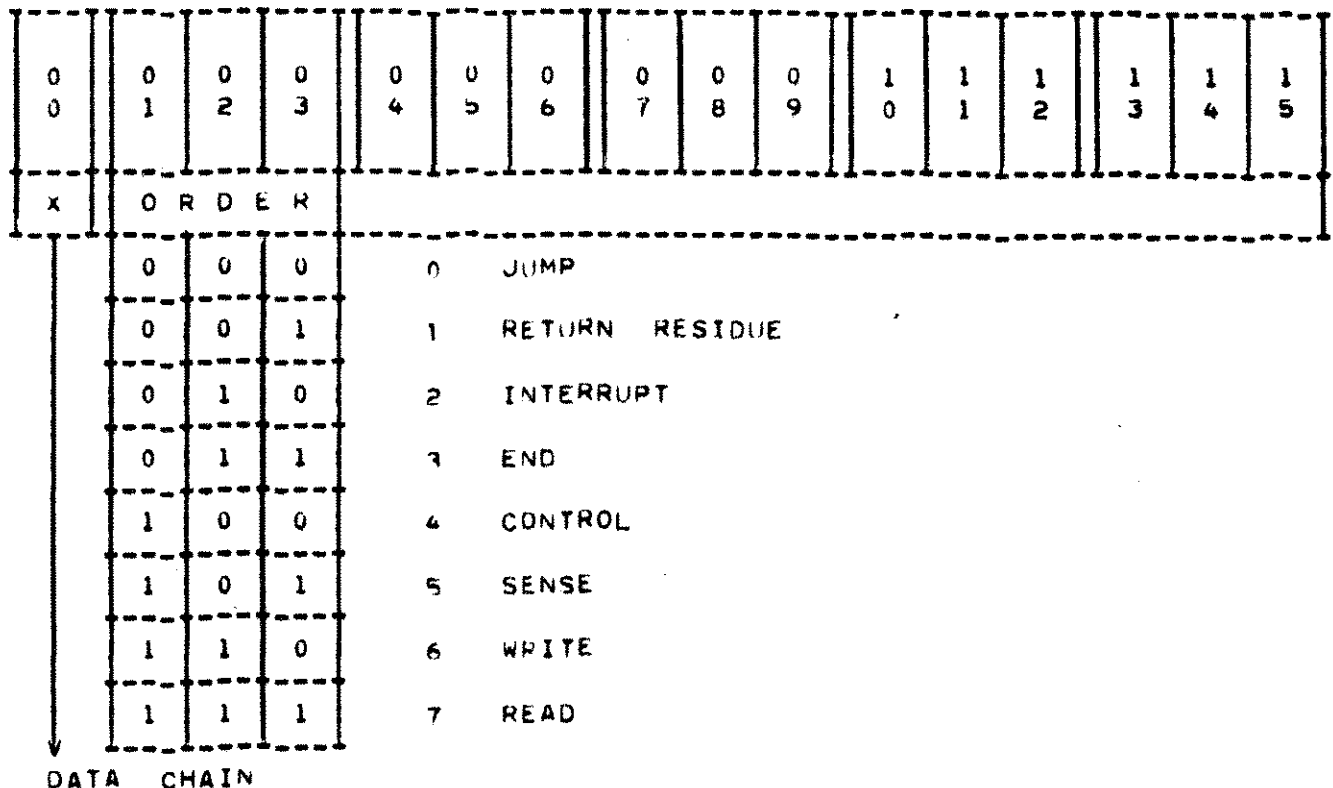 0 0 0 0 0 0 0 0 0 0 1 1 1 1 1 1
0 1 2 3 4 5 6 7 8 9 0 1 2 3 4 5
X O R D E R
0 0 0 0 JUMP
0 0 1 1 RETURN RESIDUE
0 1 0 2 INTERRUPT
0 1 1 3 END
1 0 0 4 CONTROL
1 0 1 5 SENSE
1 1 0 6 WRITE
1 1 1 7 READ
DATA CHAIN